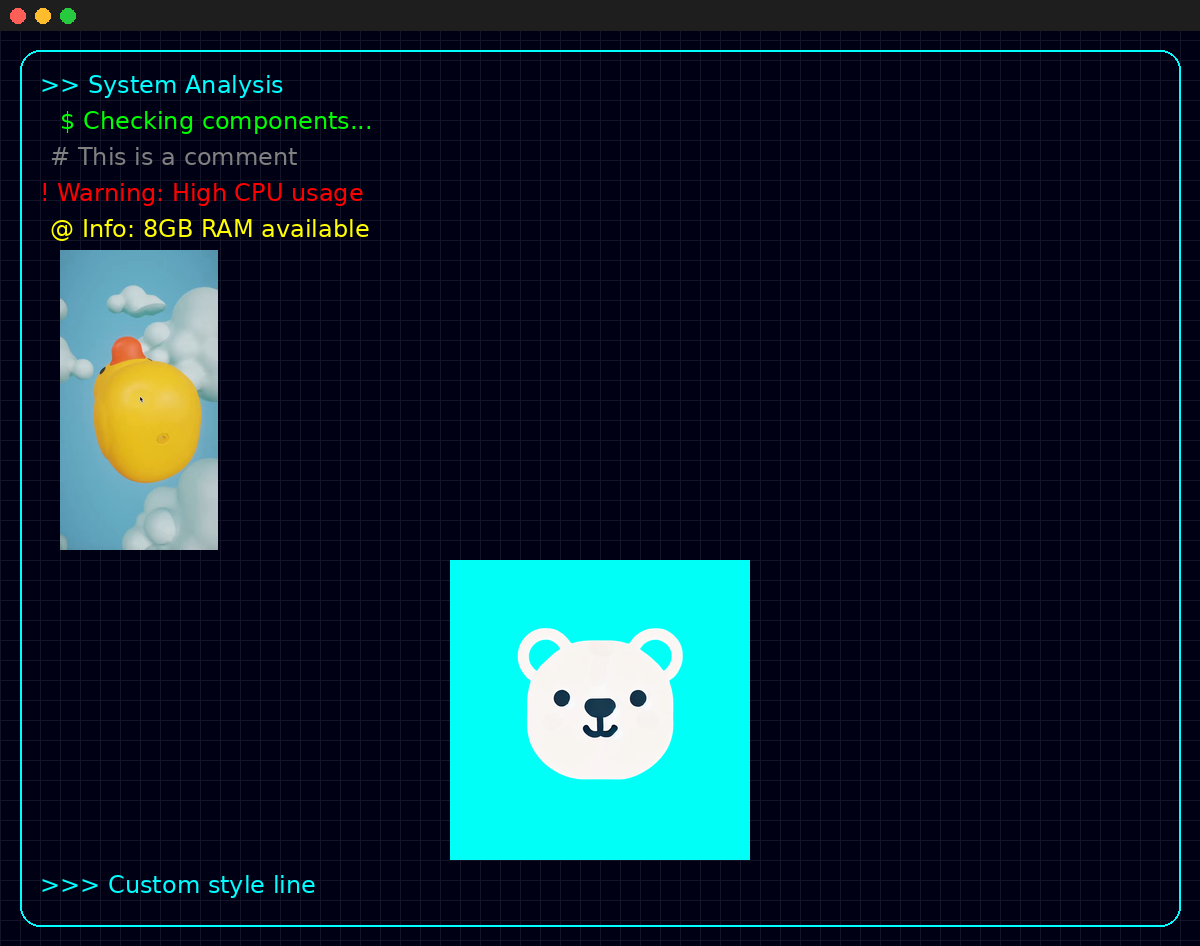 >> System Analysis
$ Checking components...
# This is a comment
! Warning: High CPU usage
@ Info: 8GB RAM available
>>> Custom style line